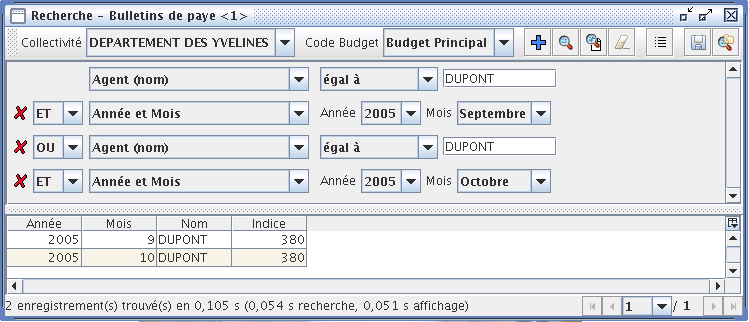 Recherche - Bulletins de paye <1>
Collectivité DEPARTEMENT DES YVELINES Code Budget Budget Principal
Agent (nom) égal à DUPONT
ET Année et Mois Année 2005 Mois Septembre
OU Agent (nom) égal à DUPONT
ET Année et Mois Année 2005 Mois Octobre
Année Mois Nom Indice
2005 9 DUPONT 380
2005 10 DUPONT 380
2 enregistrement(s) trouvé(s) en 0,105 s (0,054 s recherche, 0,051 s affichage) 1 / 1